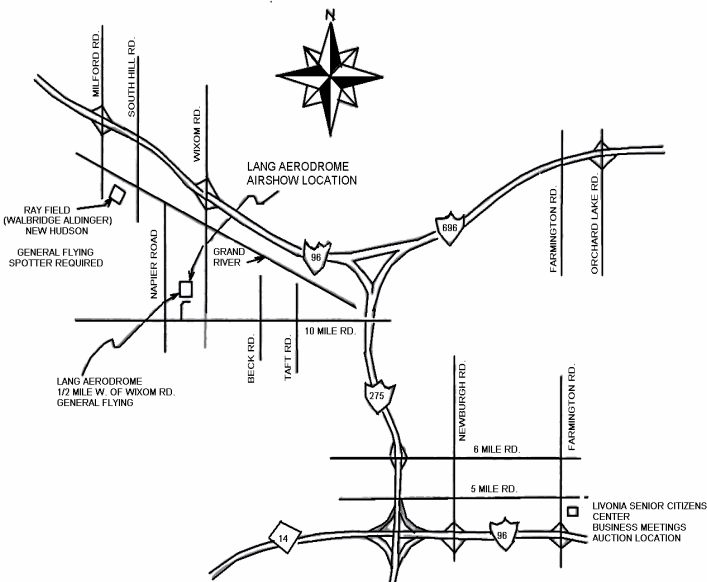 N
MILFORD RD.
SOUTH HILL RD.
WIXOM RD.
LANG AERODROME
AIRSHOW LOCATION
RAY FIELD
(WALBRIDGE ALDINGER)
NEW HUDSON
GENERAL FLYING
SPOTTER REQUIRED
NAPIER ROAD
GRAND
RIVER
96
696
FARMINGTON RD.
ORCHARD LAKE RD.
10 MILE RD.
BECK RD.
TAFT RD.
LANG AERODROME
1/2 MILE W. OF WIXOM RD.
GENERAL FLYING
275
NEWBURGH RD.
FARMINGTON RD.
6 MILE RD.
5 MILE RD.
LIVONIA SENIOR CITIZENS
CENTER
BUSINESS MEETINGS
AUCTION LOCATION
14
96